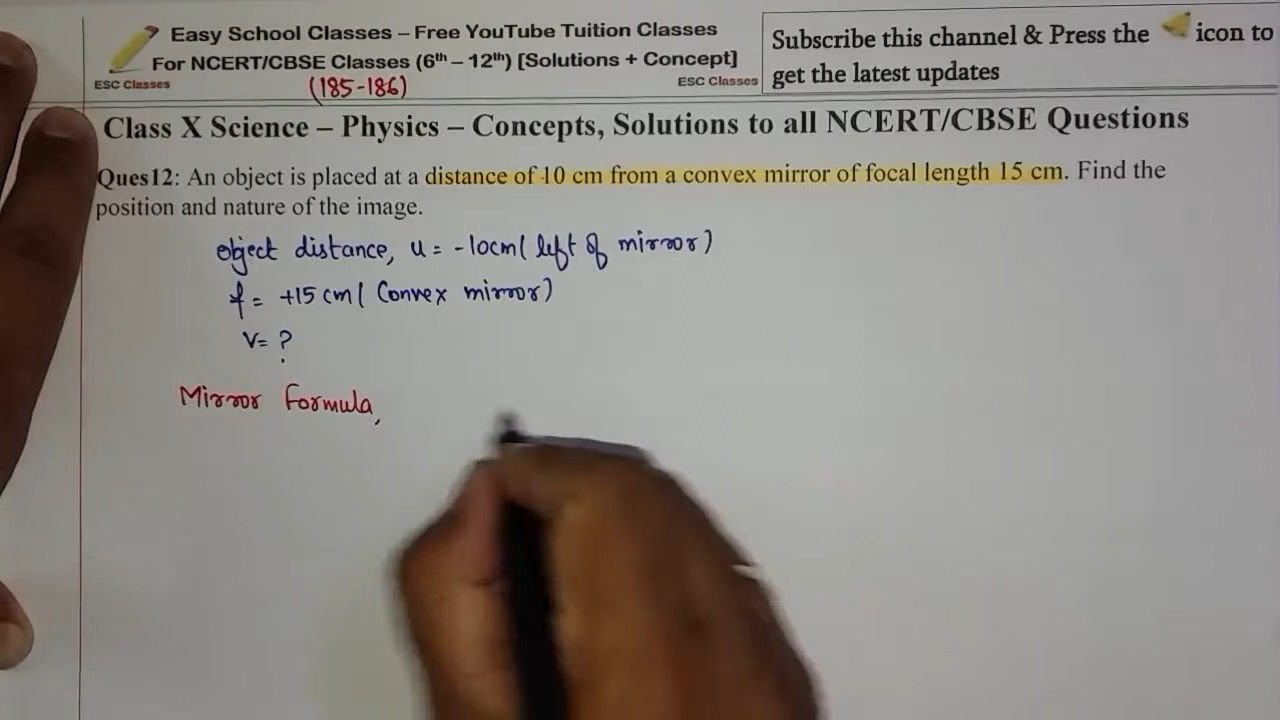 Easy School Classes – Free YouTube Tuition Classes
For NCERT/CBSE Classes (6th – 12th) [Solutions + Concept]
ESC Classes
(185-186)
ESC Classes
Subscribe this channel & Press the icon to
get the latest updates
Class X Science – Physics – Concepts, Solutions to all NCERT/CBSE Questions
Ques12: An object is placed at a distance of 10 cm from a convex mirror of focal length 15 cm. Find the
position and nature of the image.
object distance, u = -10cm( left of mirror)
f = +15 cm( Convex mirror)
V= ?
Mirror Formula,